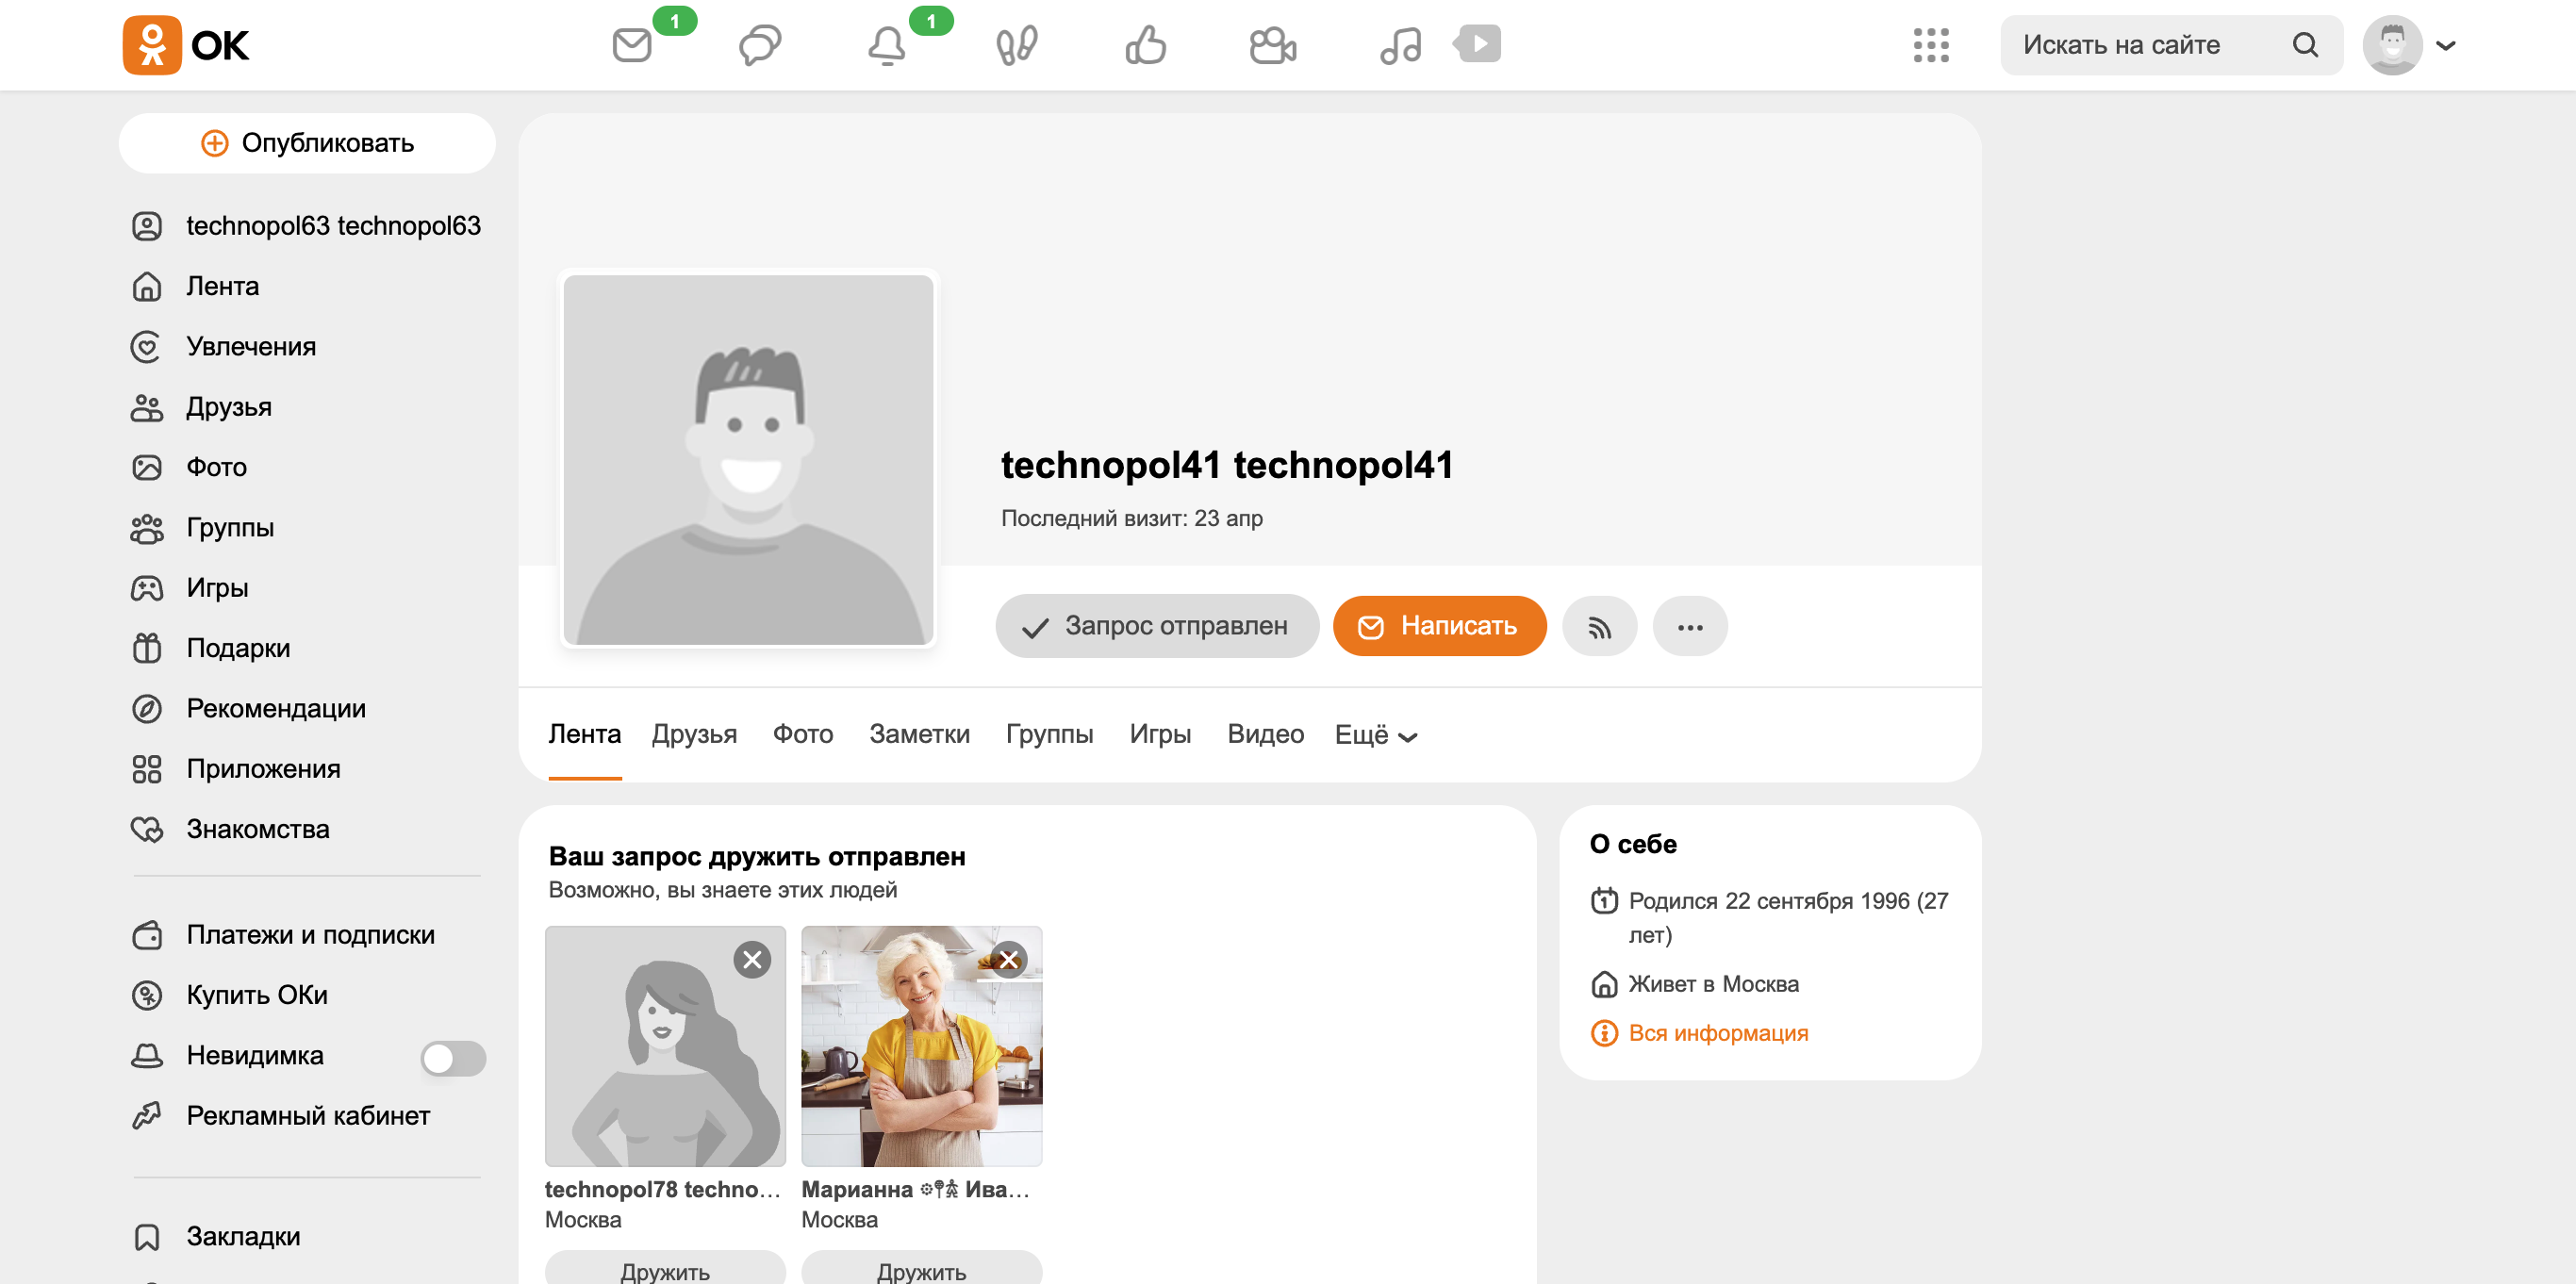 ОК
1
1
Искать на сайте
Опубликовать
technopol63 technopol63
Лента
Увлечения
Друзья
Фото
Группы
Игры
Подарки
Рекомендации
Приложения
Знакомства
Платежи и подписки
Купить ОКи
Невидимка
Рекламный кабинет
Закладки
technopol41 technopol41
Последний визит: 23 апр
Запрос отправлен
Написать
Лента Друзья Фото Заметки Группы Игры Видео Ещё
Ваш запрос дружить отправлен
Возможно, вы знаете этих людей
technopol78 techno...
Москва
Дружить
Марианна Ива...
Москва
Дружить
О себе
Родился 22 сентября 1996 (27
лет)
Живет в Москва
Вся информация